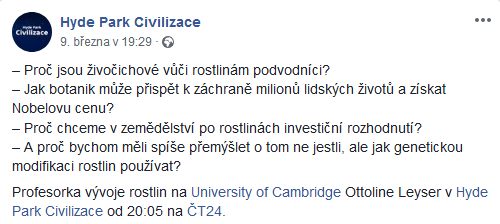 Hyde Park
Civilizace
Hyde Park Civilizace
9. března v 19:29 ·
– Proč jsou živočichové vůči rostlinám podvodníci?
– Jak botanik může přispět k záchraně milionů lidských životů a získat
Nobelovu cenu?
– Proč chceme v zemědělství po rostlinách investiční rozhodnutí?
– A proč bychom měli spíše přemýšlet o tom ne jestli, ale jak genetickou
modifikaci rostlin používat?
Profesorka vývoje rostlin na University of Cambridge Ottoline Leyser v Hyde
Park Civilizace od 20:05 na ČT24.